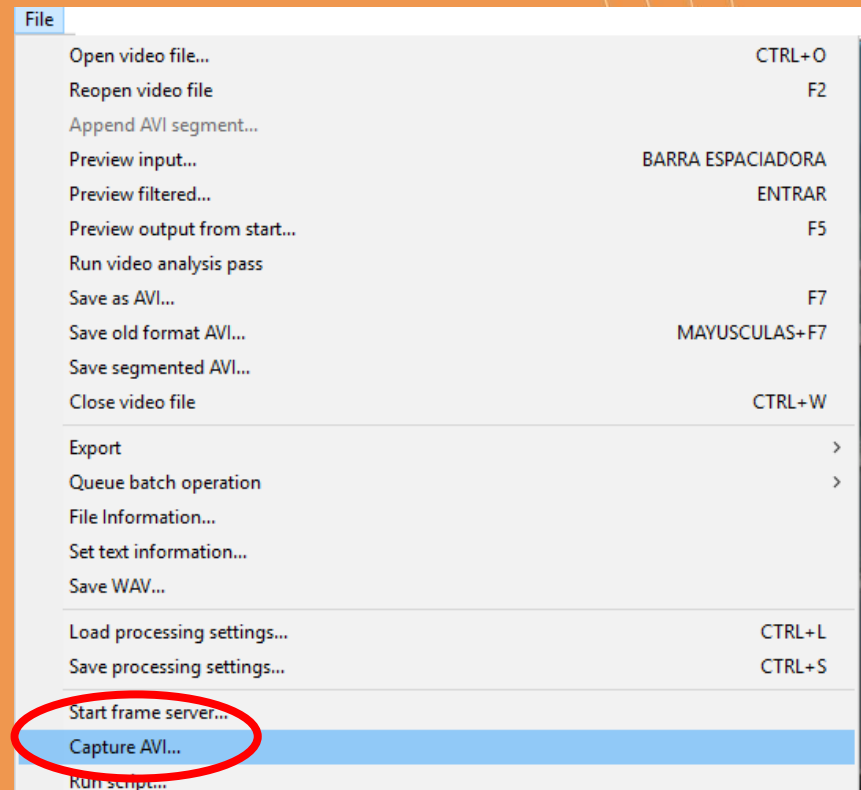 File
Open video file... CTRL+O
Reopen video file F2
Append AVI segment...
Preview input... BARRA ESPACIADORA
Preview filtered... ENTRAR
Preview output from start... F5
Run video analysis pass
Save as AVI... F7
Save old format AVI... MAYUSCULAS+F7
Save segmented AVI...
Close video file CTRL+W
Export
Queue batch operation
File Information...
Set text information...
Save WAV...
Load processing settings... CTRL+L
Save processing settings... CTRL+S
Start frame server...
Capture AVI...
Run script...